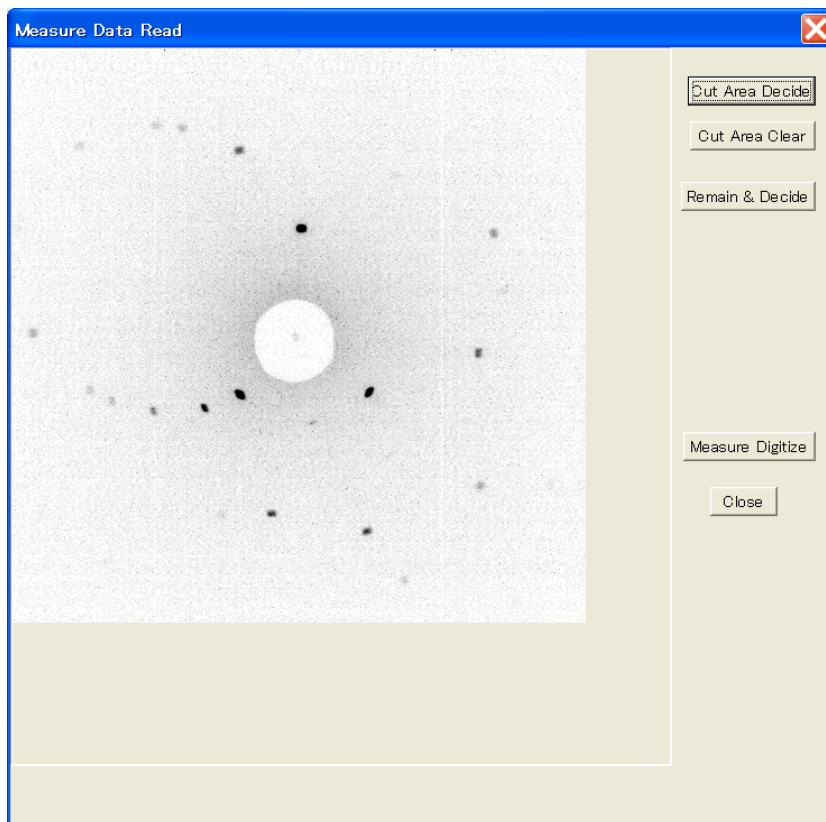 Measure Data Read
Cut Area Decide
Cut Area Clear
Remain & Decide
Measure Digitize
Close